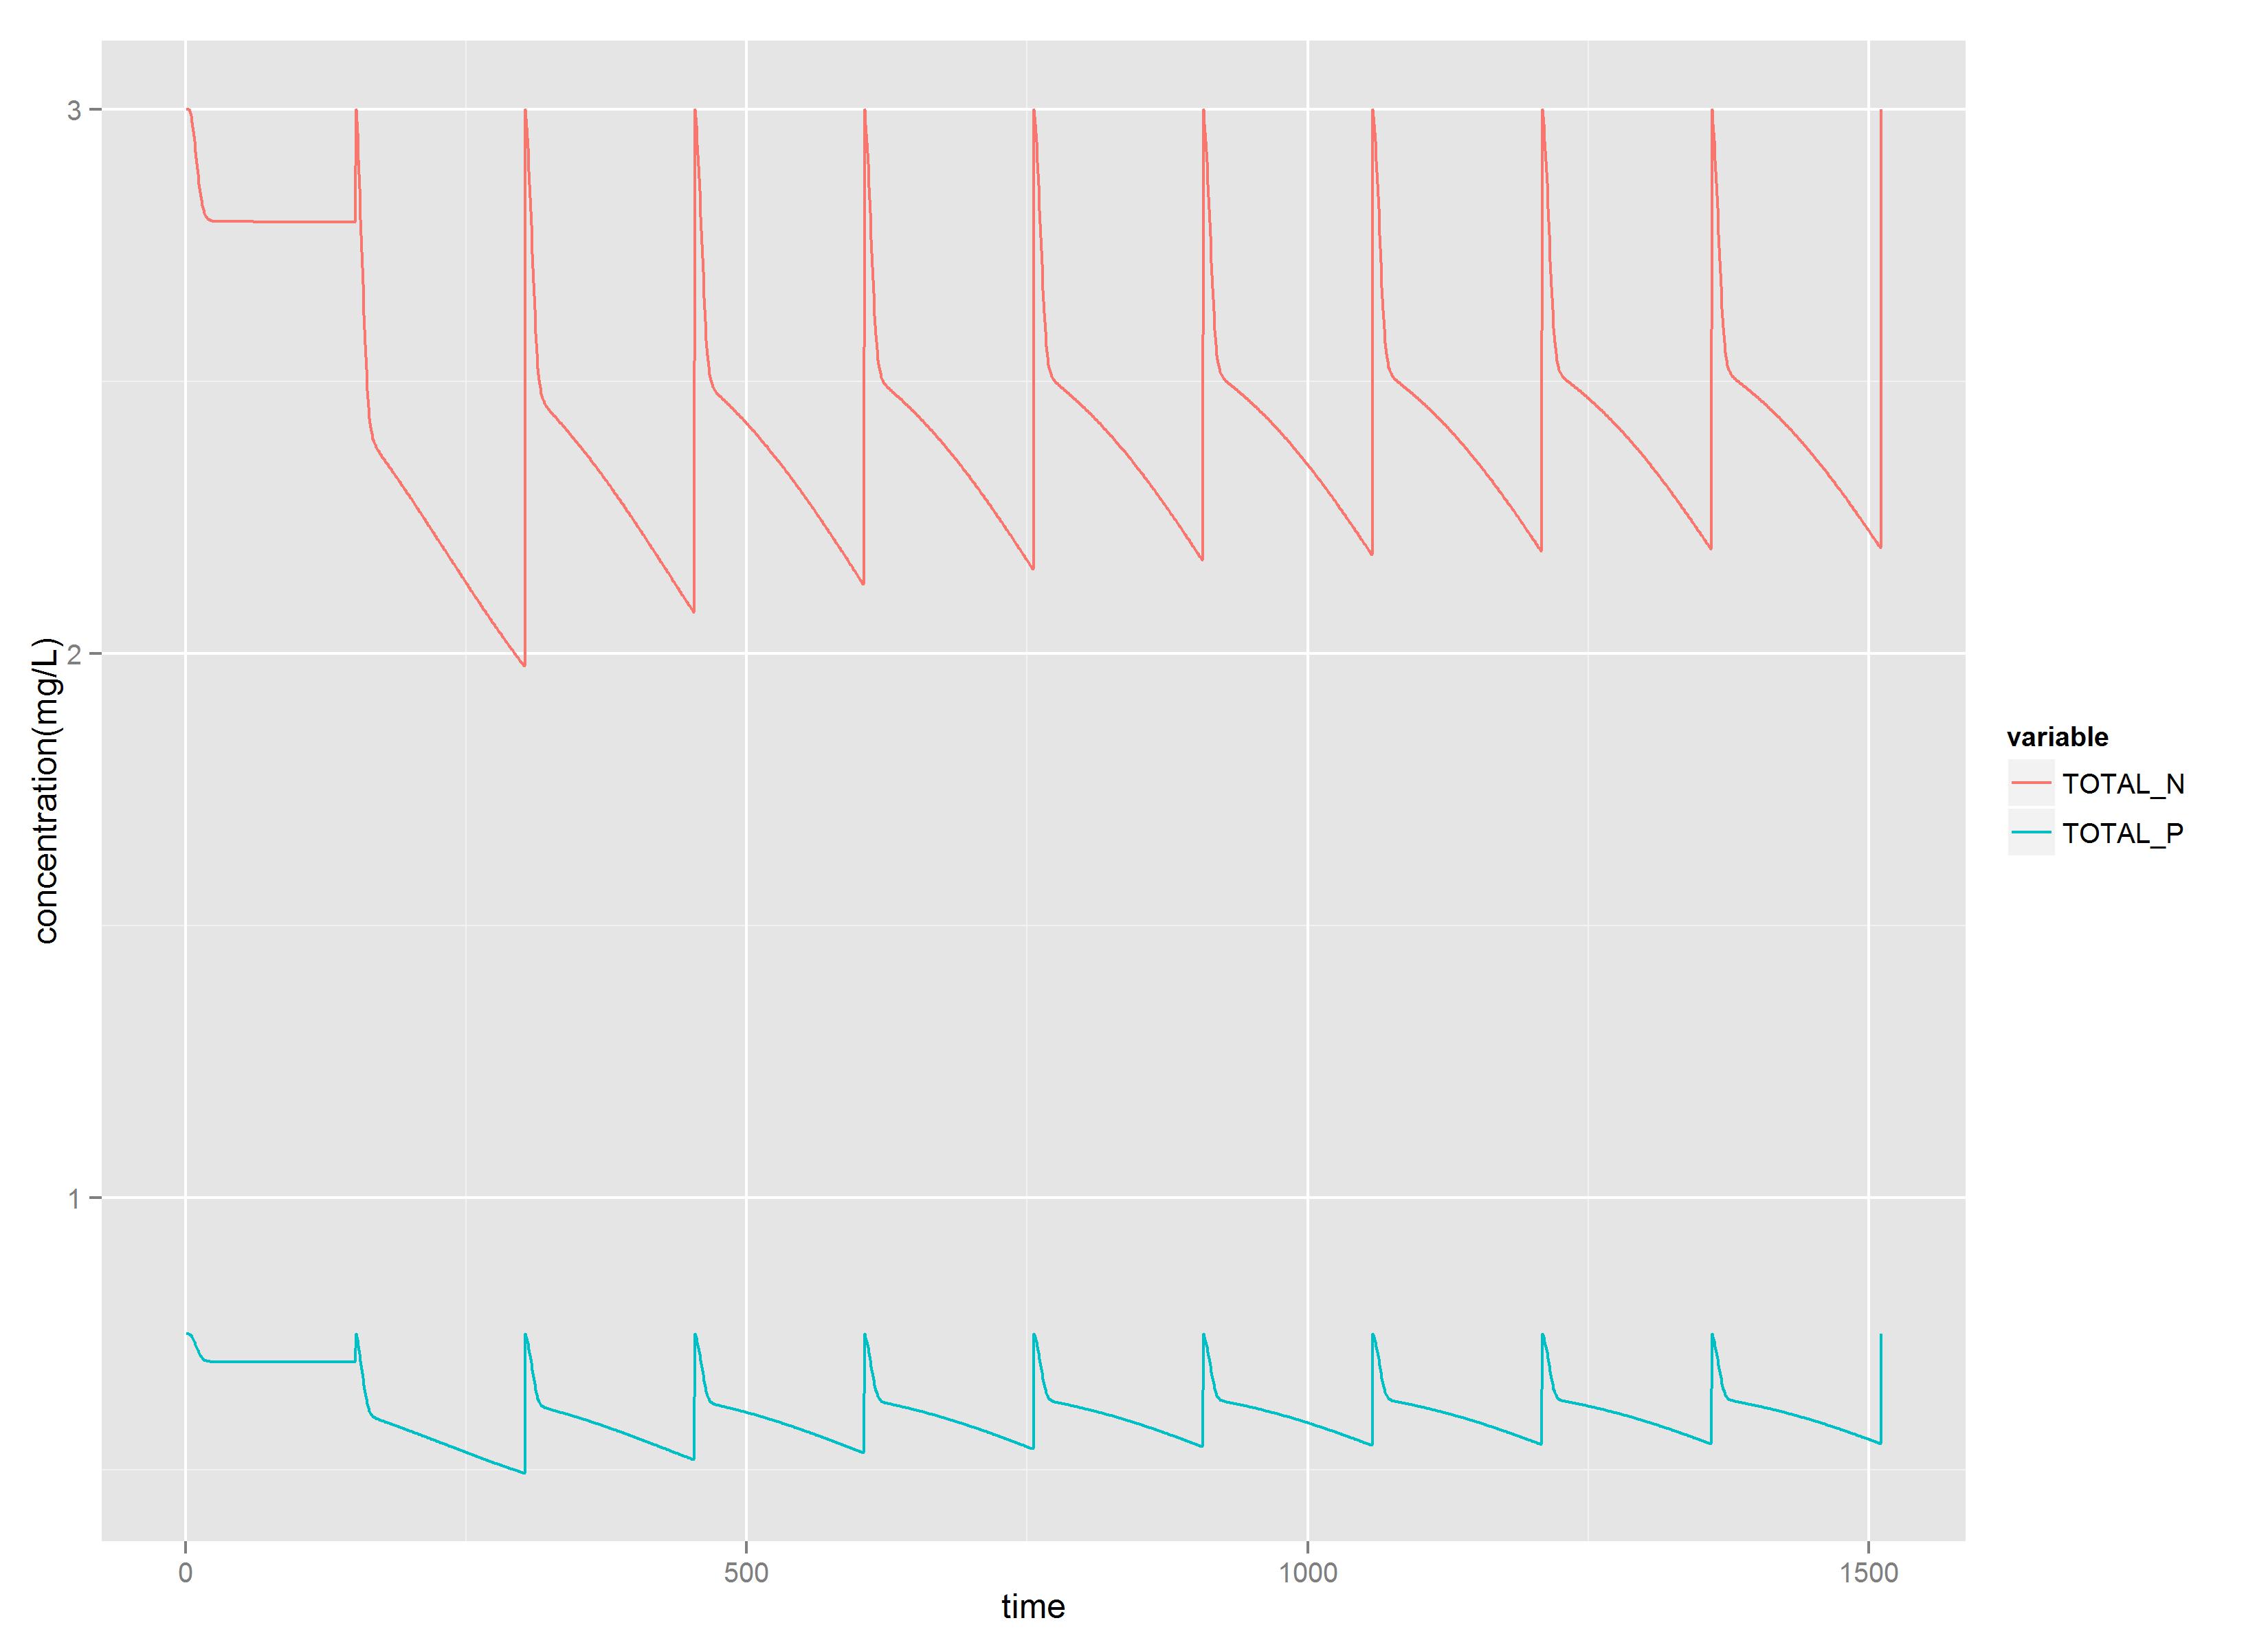 concentration(mg/L)
3
2
1
0
500
1000
1500
time
variable
TOTAL_N
TOTAL_P